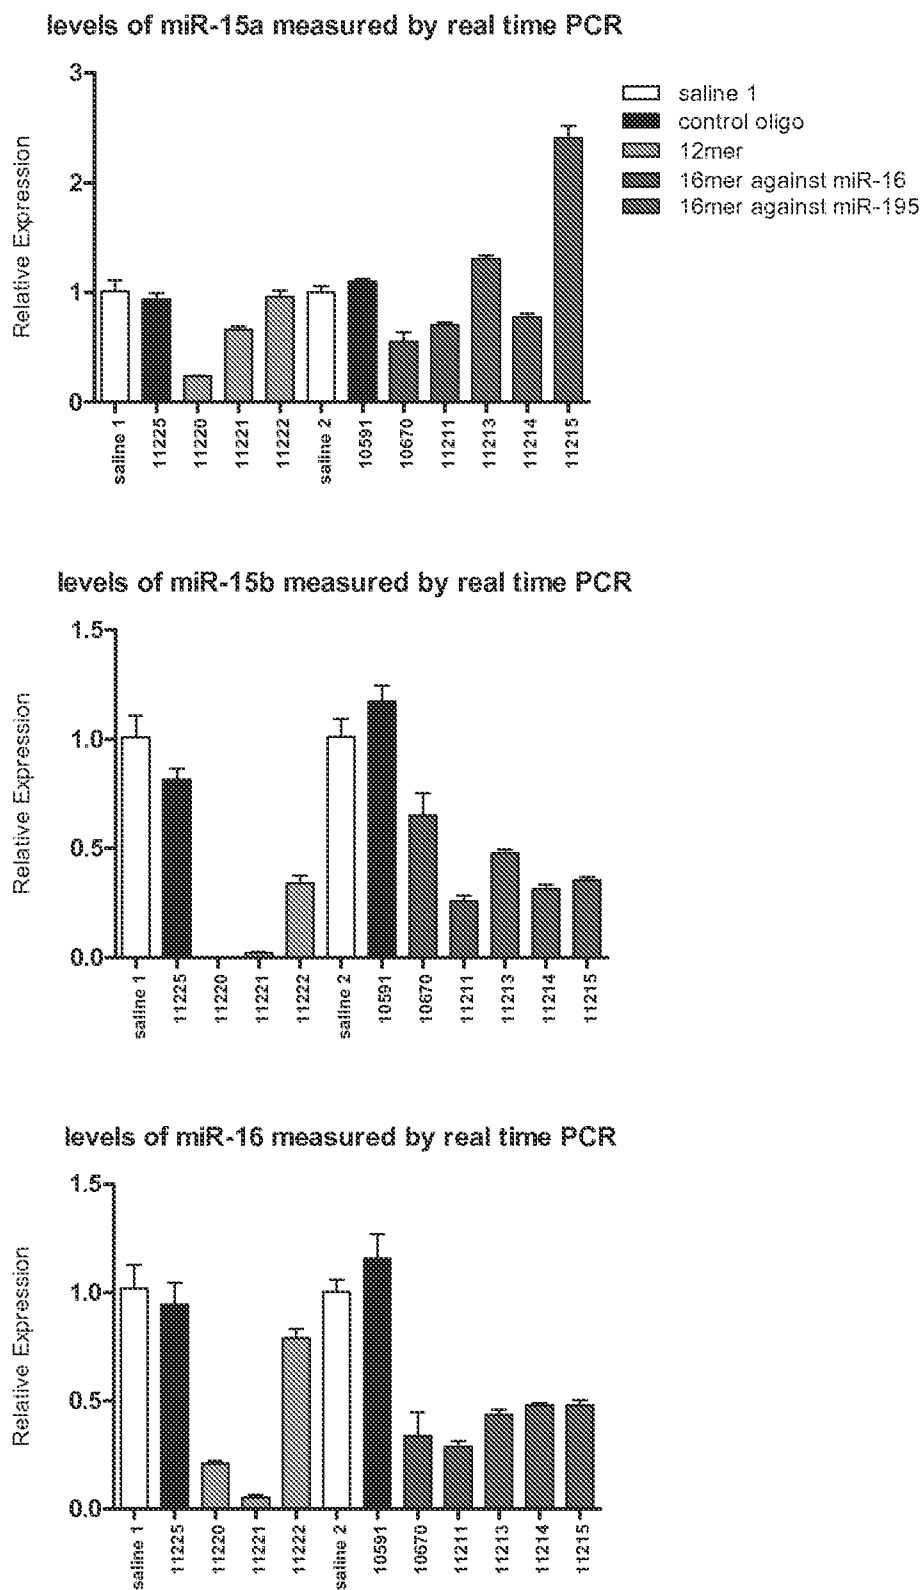 levels of miR-15a measured by real time PCR
Relative Expression
3
2
1
0
saline 1
11225
11220
11221
11222
saline 2
10591
10670
11211
11213
11214
11215
saline 1
control oligo
12mer
16mer against miR-16
16mer against miR-195
levels of miR-15b measured by real time PCR
Relative Expression
1.5
1.0
0.5
0.0
saline 1
11225
11220
11221
11222
saline 2
10591
10670
11211
11213
11214
11215
levels of miR-16 measured by real time PCR
Relative Expression
1.5
1.0
0.5
0.0
saline 1
11225
11220
11221
11222
saline 2
10591
10670
11211
11213
11214
11215